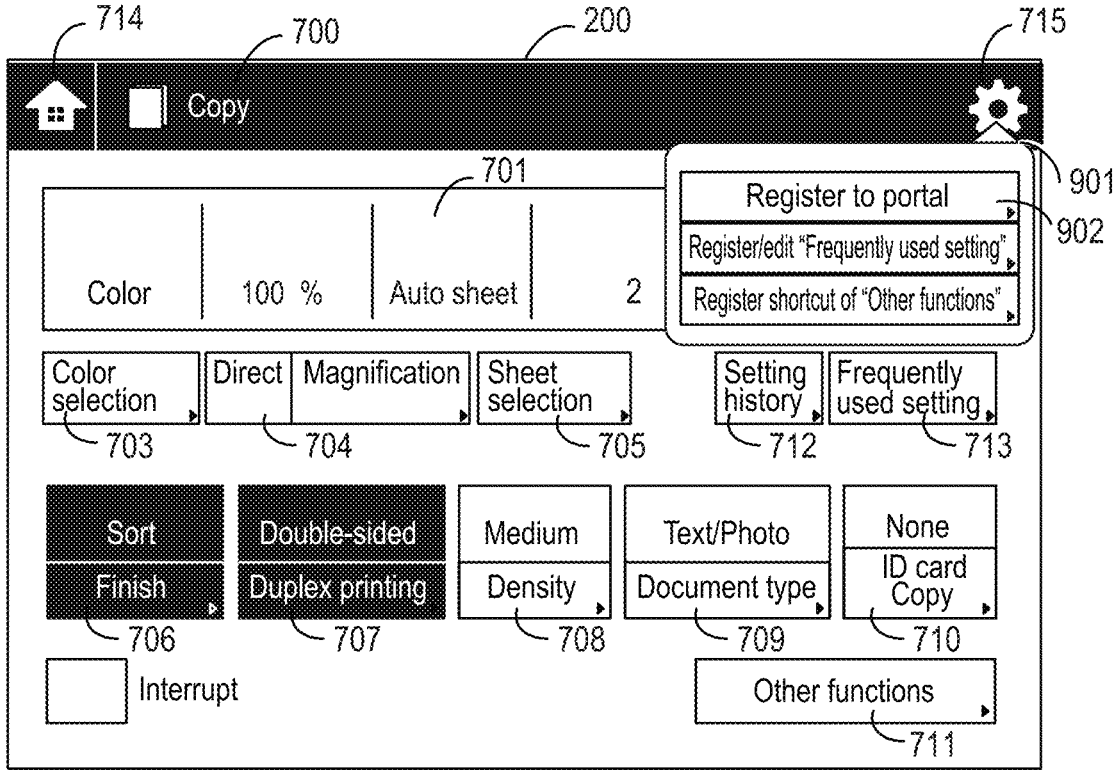 714
700
200
715
Copy
701
901
Register to portal
902
Register/edit "Frequently used setting"
Register shortcut of "Other functions"
Color
100 %
Auto sheet
2
Color
selection
Direct
Magnification
Sheet
selection
Setting
history
Frequently
used setting
703
704
705
712
713
Sort
Double-sided
Medium
Text/Photo
None
Finish
Duplex printing
Density
Document type
ID card
Copy
706
707
708
709
710
Interrupt
Other functions
711